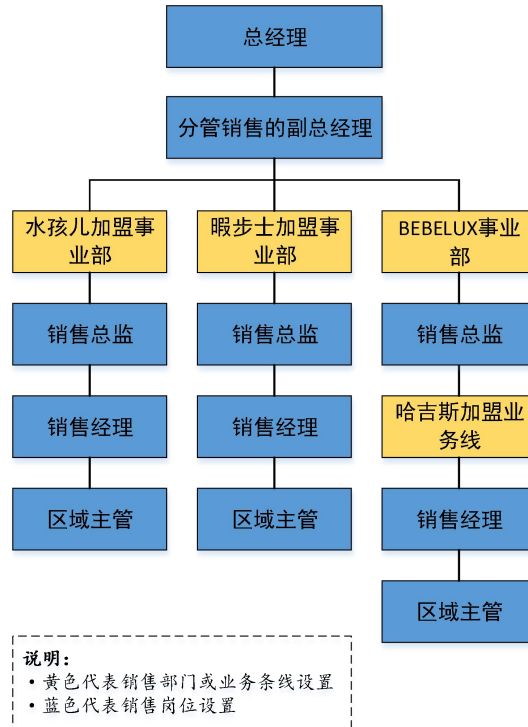 总经理
分管销售的副总经理
水孩儿加盟事
业部
暇步士加盟事
业部
BEBELUX事业
部
销售总监
销售总监
销售总监
销售经理
销售经理
哈吉斯加盟业
务线
区域主管
区域主管
销售经理
区域主管
说明：
• 黄色代表销售部门或业务条线设置
• 蓝色代表销售岗位设置